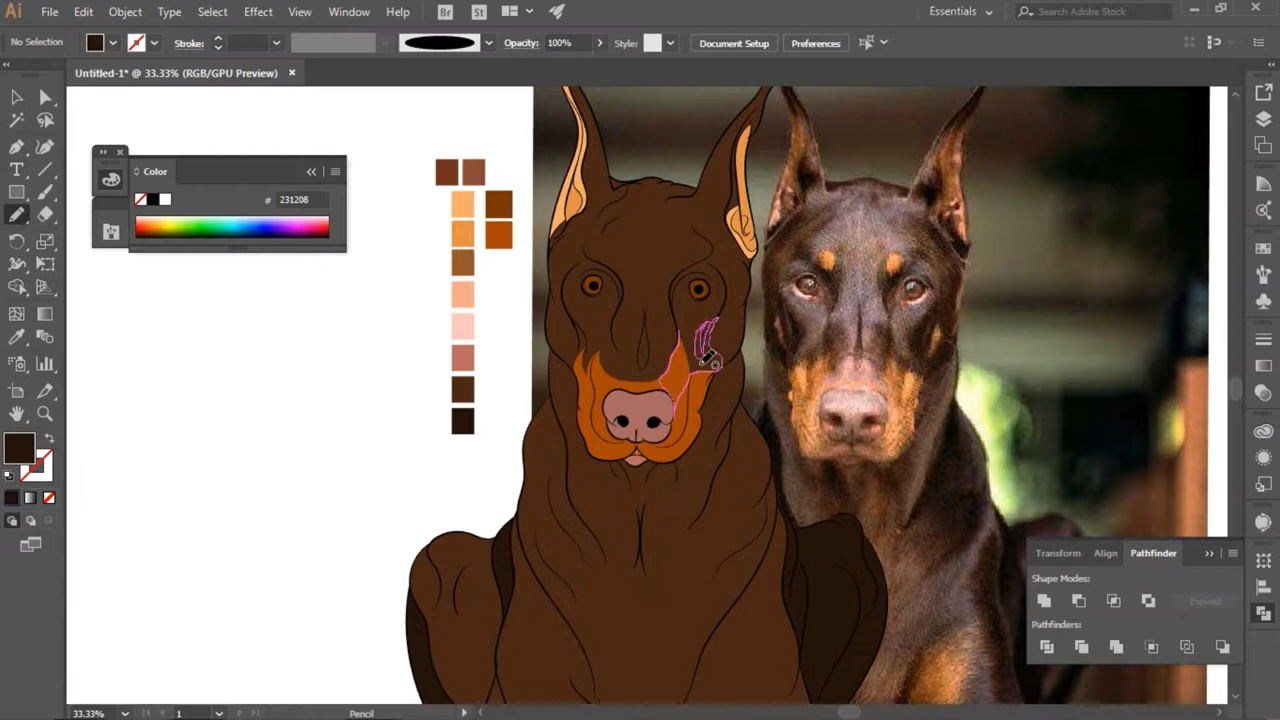 Ai File Edit Object Type Select Effect View Window Help Br St Essentials Search Adobe Stock
No Selection Stroke: Opacity: 100% Style: Document Setup Preferences
Untitled-1* @ 33.33% (RGB/GPU Preview)
Color
# 231208
Transform Align Pathfinder
Shape Modes:
Expand
Pathfinders:
33.33% 1 Pencil